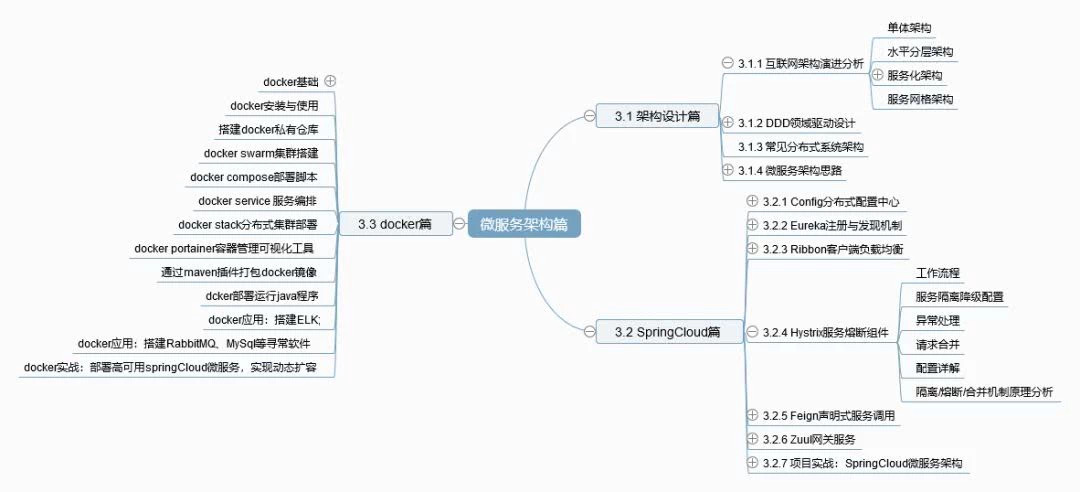 微服务架构篇
3.1 架构设计篇
3.1.1 互联网架构演进分析
单体架构
水平分层架构
服务化架构
服务网格架构
3.1.2 DDD领域驱动设计
3.1.3 常见分布式系统架构
3.1.4 微服务架构思路
3.2 SpringCloud篇
3.2.1 Config分布式配置中心
3.2.2 Eureka注册与发现机制
3.2.3 Ribbon客户端负载均衡
3.2.4 Hystrix服务熔断组件
工作流程
服务隔离降级配置
异常处理
请求合并
配置详解
隔离/熔断/合并机制原理分析
3.2.5 Feign声明式服务调用
3.2.6 Zuul网关服务
3.2.7 项目实战：SpringCloud微服务架构
3.3 docker篇
docker基础
docker安装与使用
搭建docker私有仓库
docker swarm集群搭建
docker compose部署脚本
docker service 服务编排
docker stack分布式集群部署
docker portainer容器管理可视化工具
通过maven插件打包docker镜像
dcker部署运行java程序
docker应用：搭建ELK;
docker应用：搭建RabbitMQ、MySql等寻常软件
docker实战：部署高可用springCloud微服务，实现动态扩容